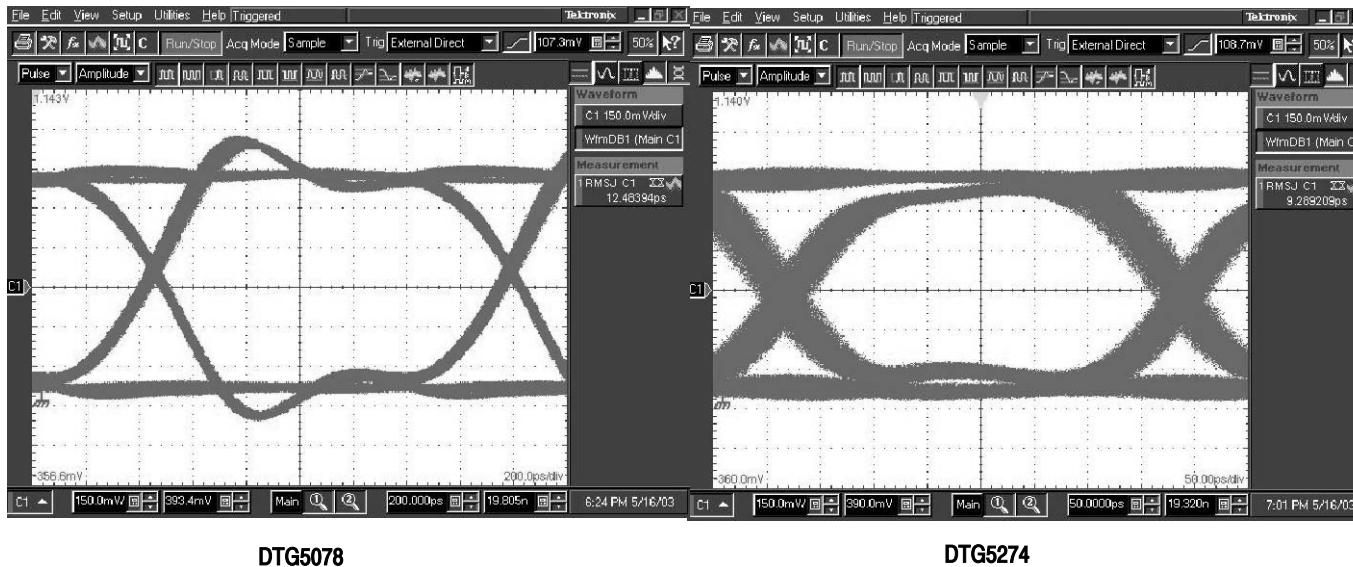 File Edit View Setup Utilities Help Triggered Tektronix
C Run/Stop Acq Mode Sample Trig External Direct 107.3mV 50%
Pulse Amplitude
1.143V
Waveform
C1 150.0mV/div
WfmDB1 (Main C1
Measurement
1 RMSJ C1
12.48394ps
C1
-356.6mV
200.0ps/div
C1 150.0mV/ 393.4mV Main 200.000ps 19.805n 6:24 PM 5/16/03
DTG5078
File Edit View Setup Utilities Help Triggered Tektronix
C Run/Stop Acq Mode Sample Trig External Direct 108.7mV 50%
Pulse Amplitude
1.140V
Waveform
C1 150.0mV/div
WfmDB1 (Main C
Measurement
1 RMSJ C1
9.289209ps
C1
-360.0mV
50.00ps/div
C1 150.0mV/ 390.0mV Main 50.0000ps 19.320n 7:01 PM 5/16/03
DTG5274